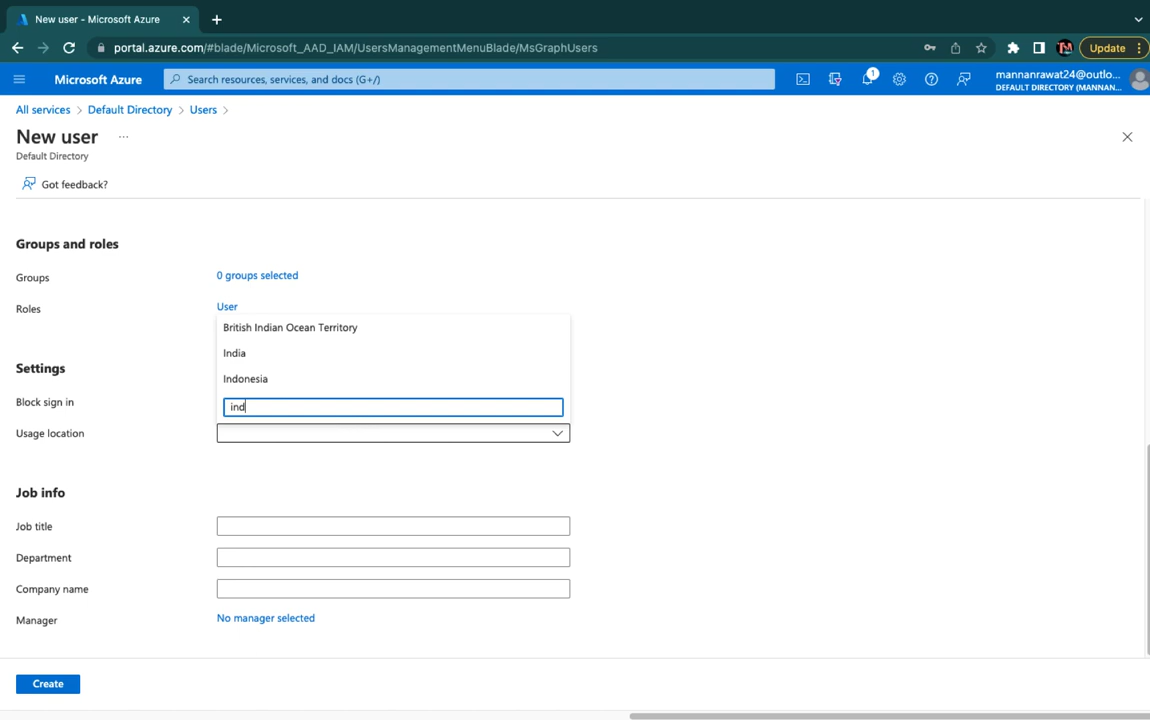 New user - Microsoft Azure
portal.azure.com/#blade/Microsoft_AAD_IAM/UsersManagementMenuBlade/MsGraphUsers
Update
Microsoft Azure
Search resources, services, and docs (G+/)
1
mannanrawat24@outlo...
DEFAULT DIRECTORY (MANNAN...
All services > Default Directory > Users >
New user ...
Default Directory
Got feedback?
Groups and roles
Groups
0 groups selected
Roles
User
British Indian Ocean Territory
India
Settings
Indonesia
Block sign in
ind
Usage location
Job info
Job title
Department
Company name
Manager
No manager selected
Create